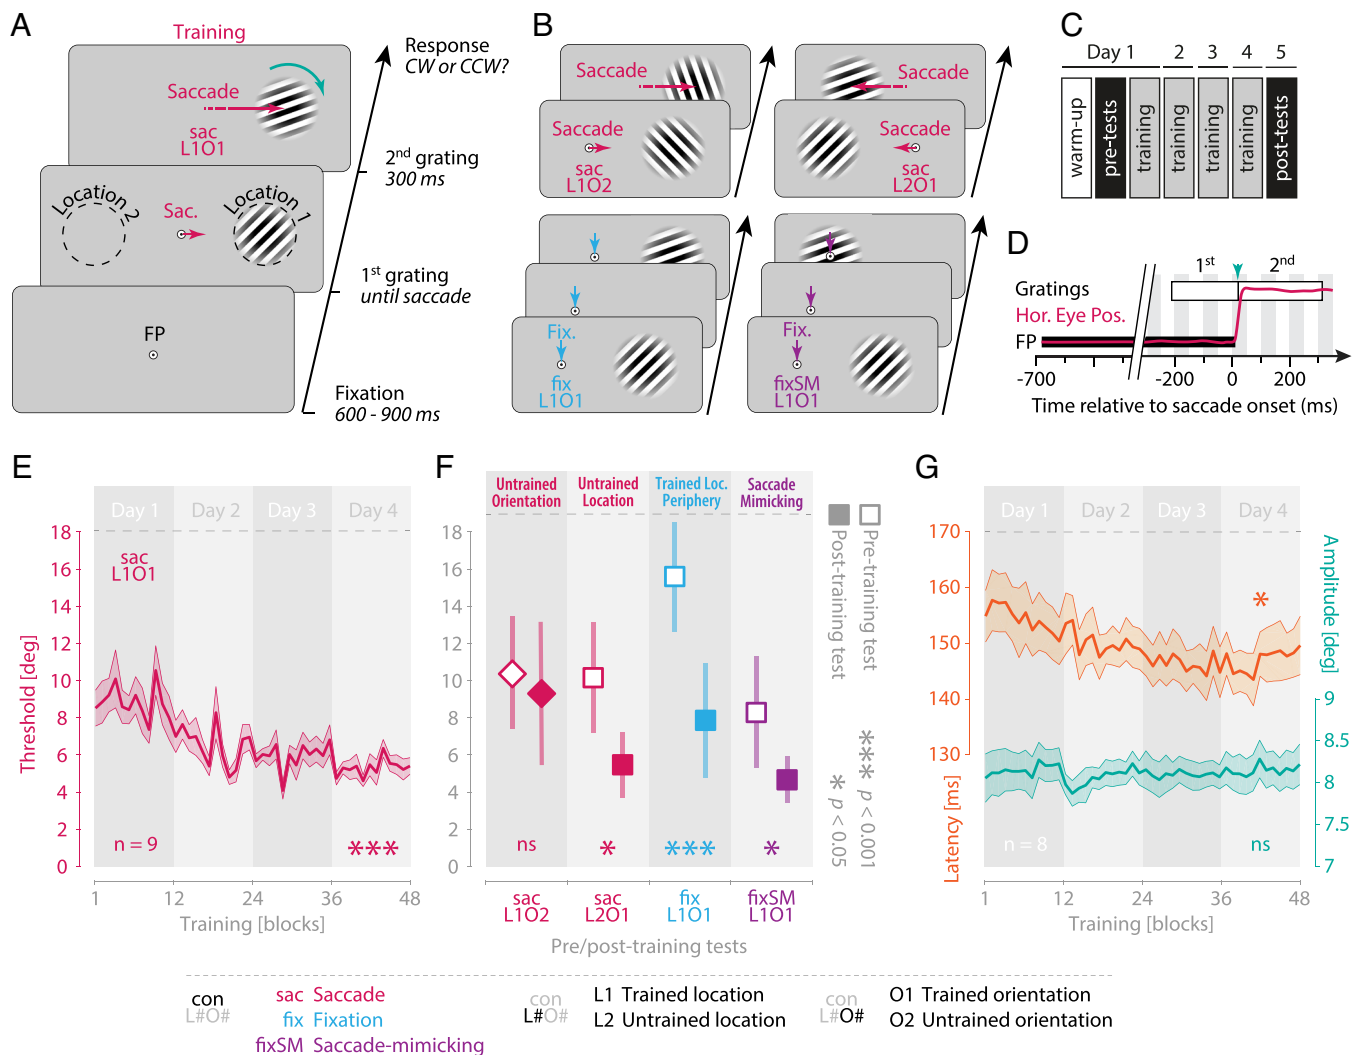 A
Training
Saccade
sac
L1O1
Response
CW or CCW?
2nd grating
300 ms
Location 2
Sac.
Location 1
1st grating
until saccade
FP
Fixation
600 - 900 ms
B
Saccade
Saccade
sac
L1O2
Saccade
Saccade
sac
L2O1
Fix.
fix
L1O1
Fix.
fixSM
L1O1
C
Day 1 2 3 4 5
warm-up
pre-tests
training
training
training
training
post-tests
D
1st 2nd
Gratings
Hor. Eye Pos.
FP
-700 -200 0 200
Time relative to saccade onset (ms)
E
Day 1 Day 2 Day 3 Day 4
18
16
14
12
10
8
6
4
2
0
Threshold [deg]
sac
L1O1
n = 9
***
1 12 24 36 48
Training [blocks]
F
Untrained Orientation
Untrained Location
Trained Loc. Periphery
Saccade Mimicking
18
16
14
12
10
8
6
4
2
0
ns * *** *
sac L1O2
sac L2O1
fix L1O1
fixSM L1O1
Pre/post-training tests
Pre-training test
Post-training test
*** p < 0.001
* p < 0.05
G
Day 1 Day 2 Day 3 Day 4
170
160
150
140
130
Latency [ms]
Amplitude [deg]
9
8.5
8
7.5
7
*
n = 8
ns
1 12 24 36 48
Training [blocks]
con
L#O#
sac Saccade
fix Fixation
fixSM Saccade-mimicking
con
L#O#
L1 Trained location
L2 Untrained location
con
L#O#
O1 Trained orientation
O2 Untrained orientation